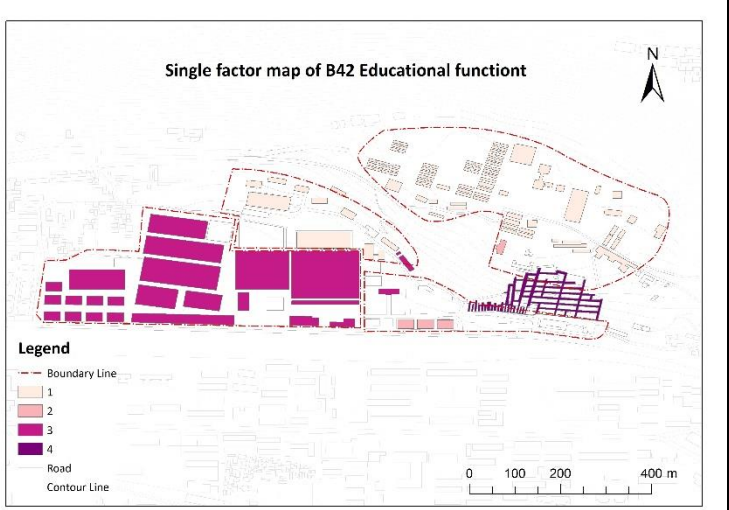 Single factor map of B42 Educational functiont
N
Legend
Boundary Line
1
2
3
4
Road
Contour Line
0 100 200 400 m